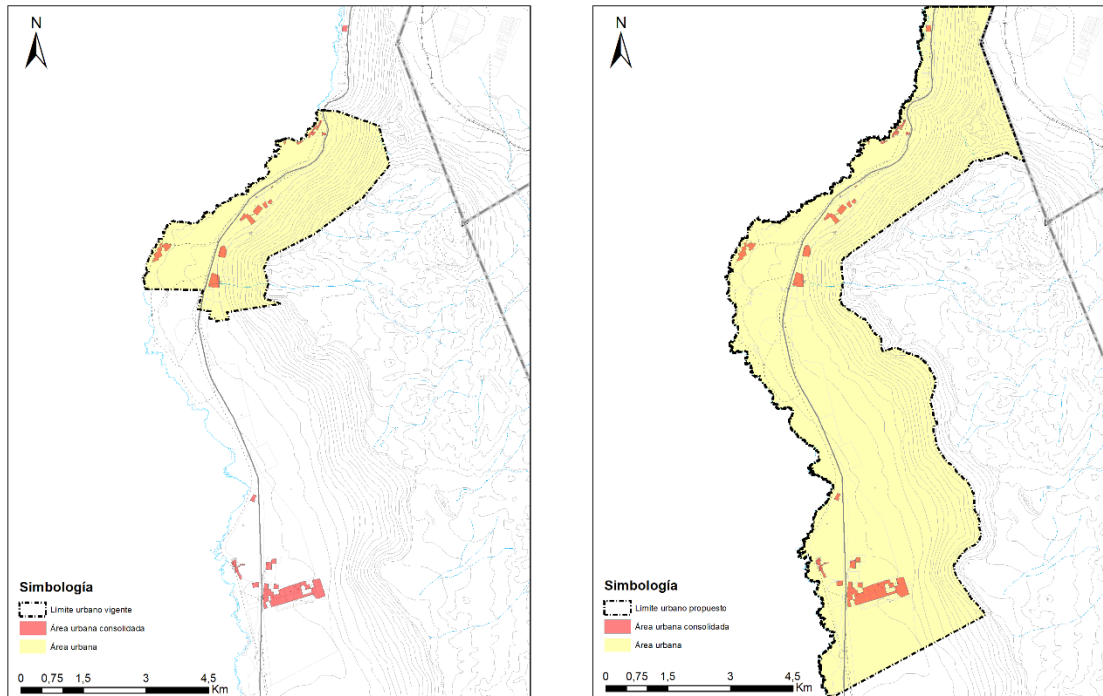 N
Simbología
Límite urbano vigente
Área urbana consolidada
Área urbana
0 0,75 1,5 3 4,5
Km
N
Simbología
Límite urbano propuesto
Área urbana consolidada
Área urbana
0 0,75 1,5 3 4,5
Km